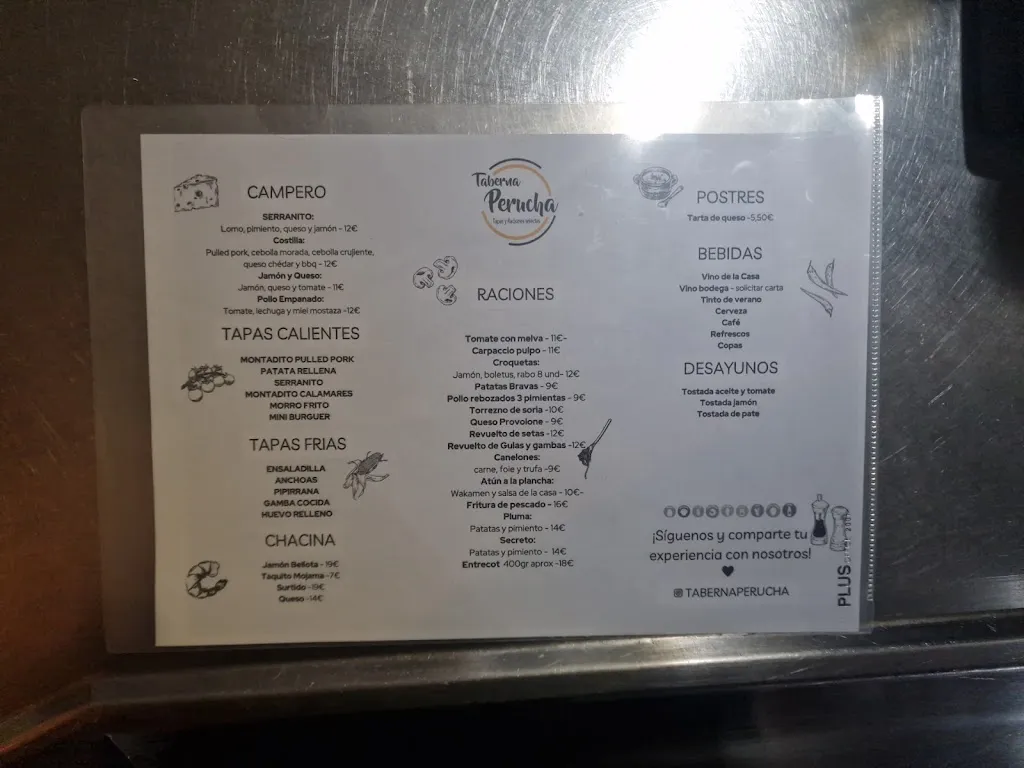 CAMPERO
SERRANITO:
Lomo, pimiento, queso y jamón - 12€
Costilla:
Pulled pork, cebolla morada, cebolla crujiente,
queso chédar y bbq - 12€
Jamón y Queso:
Jamón, queso y tomate - 11€
Pollo Empanado:
Tomate, lechuga y miel mostaza -12€
TAPAS CALIENTES
MONTADITO PULLED PORK
PATATA RELLENA
SERRANITO
MONTADITO CALAMARES
MORRO FRITO
MINI BURGUER
TAPAS FRIAS
ENSALADILLA
ANCHOAS
PIPIRRANA
GAMBA COCIDA
HUEVO RELLENO
CHACINA
Jamón Bellota - 19€
Taquito Mojama -7€
Surtido -19€
Queso -14€
Taberna
Perucha
RACIONES
Tomate con melva - 11€-
Carpaccio pulpo - 11€
Croquetas:
Jamón, boletus, rabo 8 und- 12€
Patatas Bravas - 9€
Pollo rebozados 3 pimientas - 9€
Torrezno de soria -10€
Queso Provolone - 9€
Revuelto de setas -12€
Revuelto de Gulas y gambas -12€
Canelones:
carne, foie y trufa -9€
Atún a la plancha:
Wakamen y salsa de la casa - 10€-
Fritura de pescado - 16€
Pluma:
Patatas y pimiento - 14€
Secreto:
Patatas y pimiento - 14€
Entrecot 400gr aprox -18€
POSTRES
Tarta de queso -5,50€
BEBIDAS
Vino de la Casa
Vino bodega - solicitar carta
Tinto de verano
Cerveza
Café
Refrescos
Copas
DESAYUNOS
Tostada aceite y tomate
Tostada jamón
Tostada de pate
¡Síguenos y comparte tu
experiencia con nosotros!
TABERNAPERUCHA
PLUS